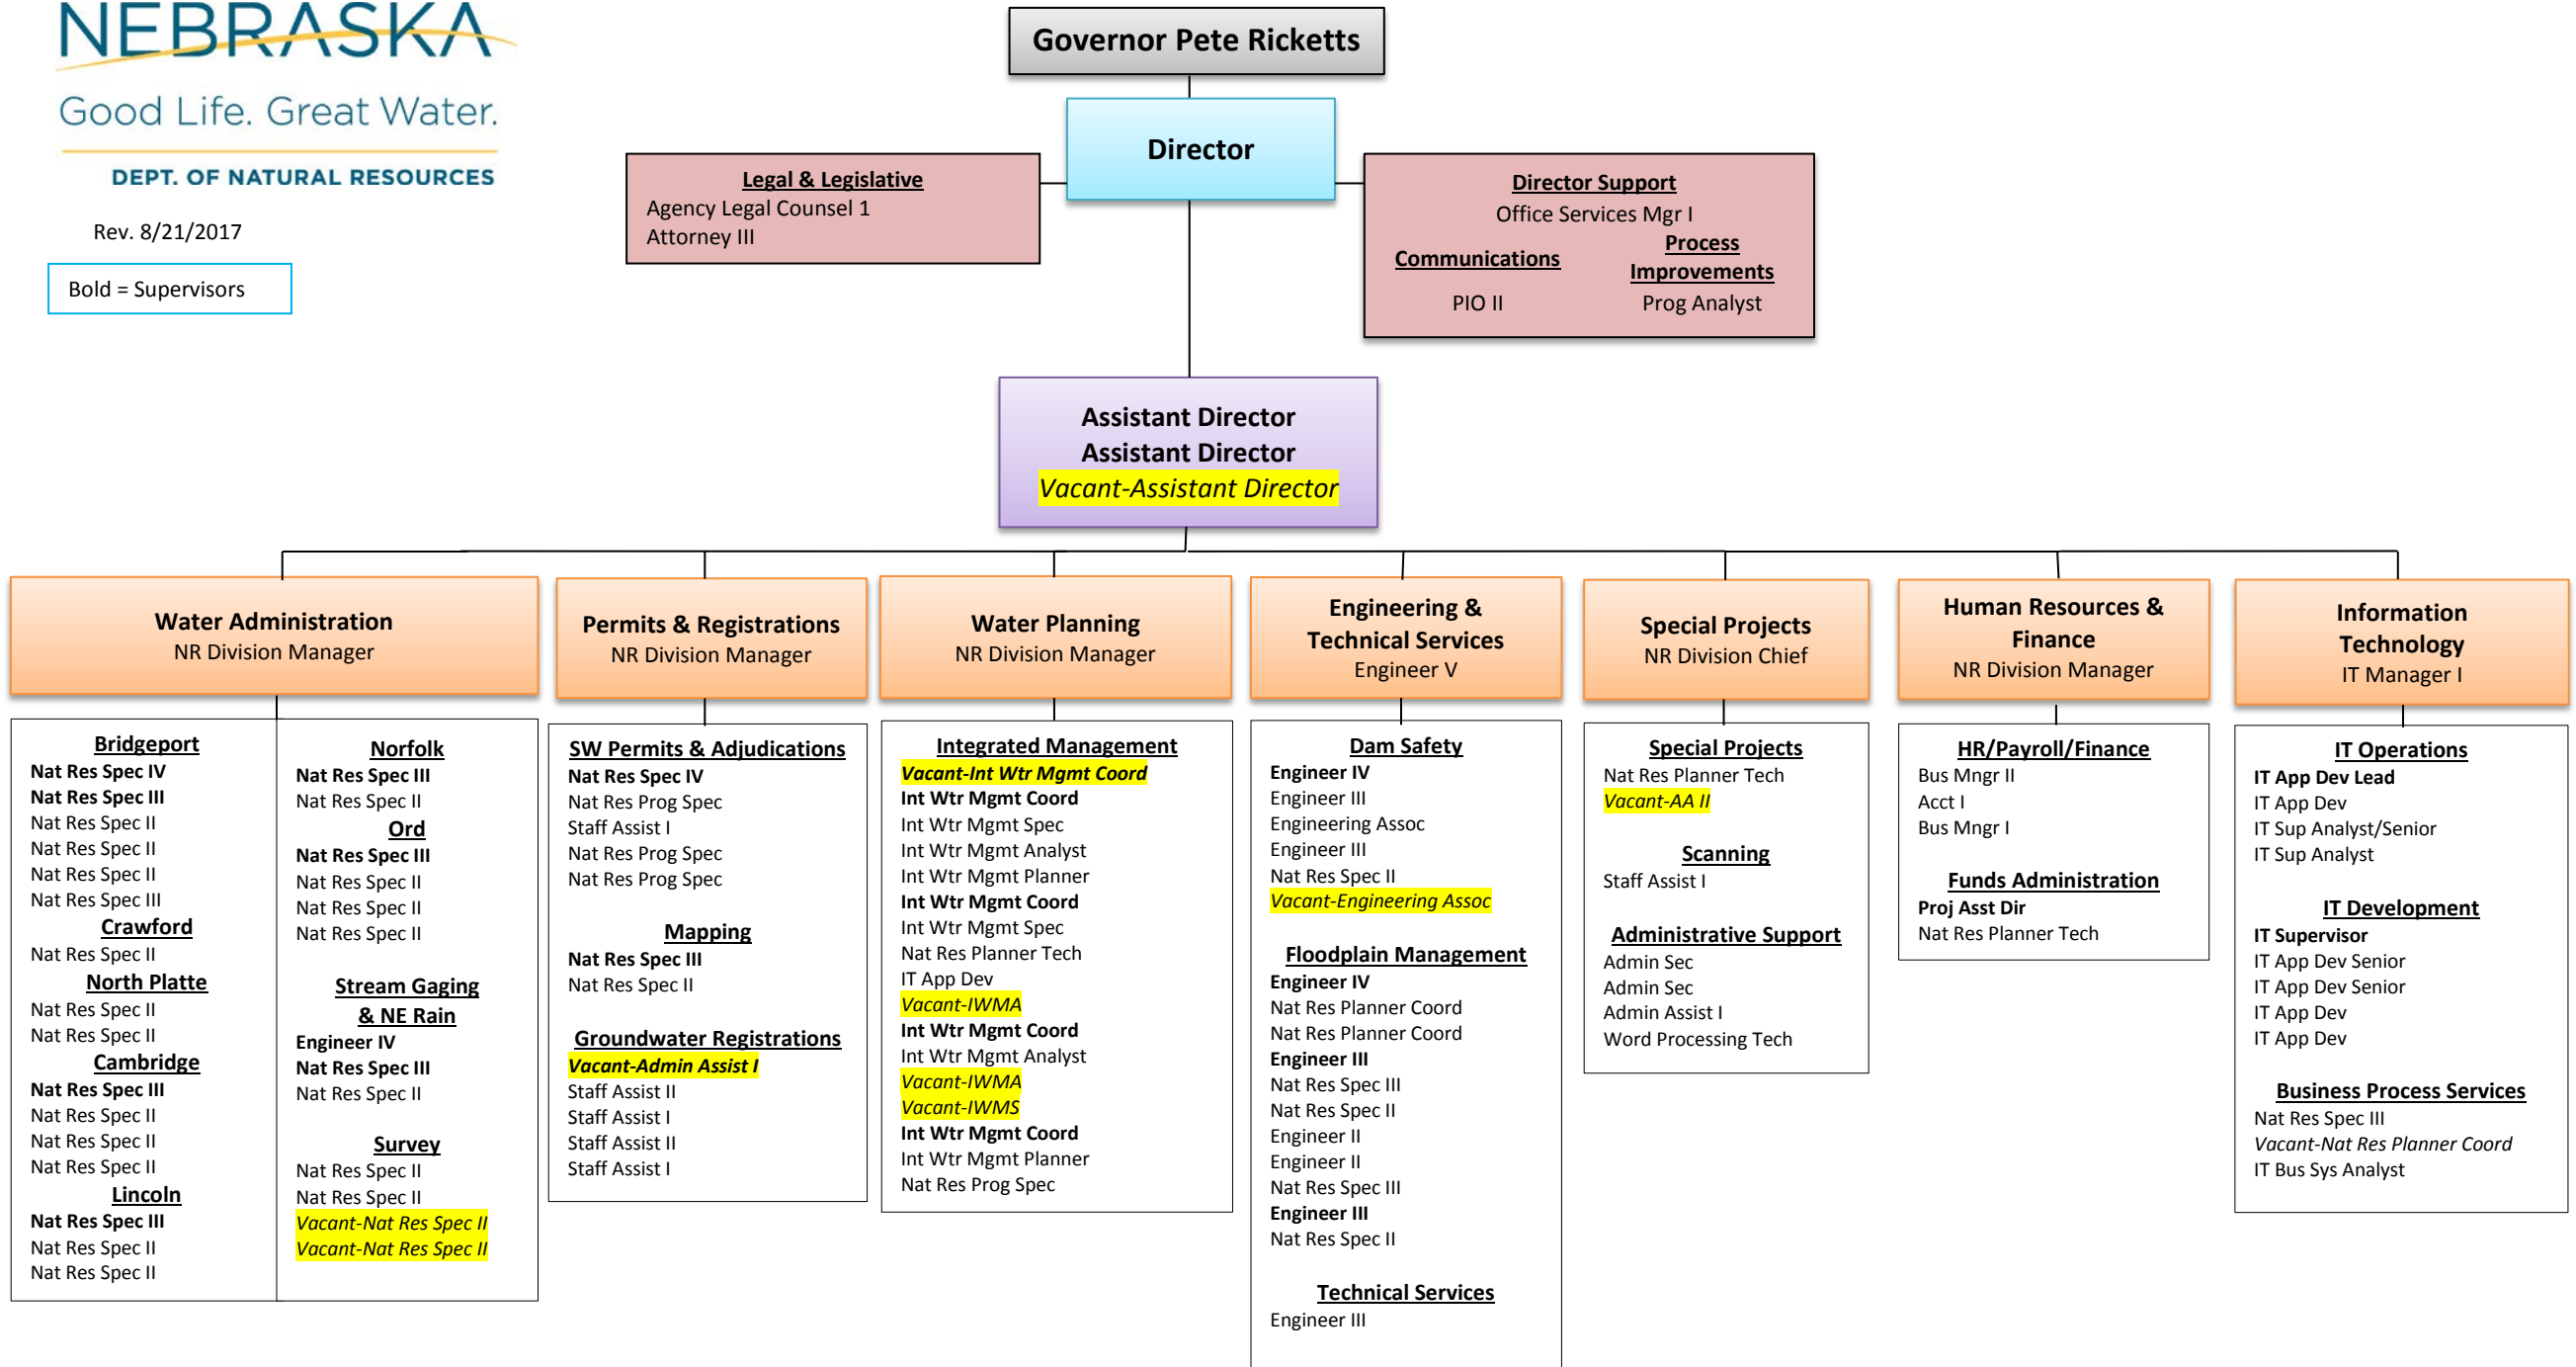 NEBRASKA
Good Life. Great Water.
DEPT. OF NATURAL RESOURCES
Rev. 8/21/2017
Bold = Supervisors
Governor Pete Ricketts
Director
Legal & Legislative
Agency Legal Counsel 1
Attorney III
Director Support
Office Services Mgr I
Communications
PIO II
Process
Improvements
Prog Analyst
Assistant Director
Assistant Director
Vacant-Assistant Director
Water Administration
NR Division Manager
Bridgeport
Nat Res Spec IV
Nat Res Spec III
Nat Res Spec II
Nat Res Spec II
Nat Res Spec II
Nat Res Spec III
Crawford
Nat Res Spec II
North Platte
Nat Res Spec II
Nat Res Spec II
Cambridge
Nat Res Spec III
Nat Res Spec II
Nat Res Spec II
Nat Res Spec II
Lincoln
Nat Res Spec III
Nat Res Spec II
Nat Res Spec II
Norfolk
Nat Res Spec III
Nat Res Spec II
Ord
Nat Res Spec III
Nat Res Spec II
Nat Res Spec II
Nat Res Spec II
Stream Gaging
& NE Rain
Engineer IV
Nat Res Spec III
Nat Res Spec II
Survey
Nat Res Spec II
Nat Res Spec II
Vacant-Nat Res Spec II
Vacant-Nat Res Spec II
Permits & Registrations
NR Division Manager
SW Permits & Adjudications
Nat Res Spec IV
Nat Res Prog Spec
Staff Assist I
Nat Res Prog Spec
Nat Res Prog Spec
Mapping
Nat Res Spec III
Nat Res Spec II
Groundwater Registrations
Vacant-Admin Assist I
Staff Assist II
Staff Assist I
Staff Assist II
Staff Assist I
Water Planning
NR Division Manager
Integrated Management
Vacant-Int Wtr Mgmt Coord
Int Wtr Mgmt Coord
Int Wtr Mgmt Spec
Int Wtr Mgmt Analyst
Int Wtr Mgmt Planner
Int Wtr Mgmt Coord
Int Wtr Mgmt Spec
Nat Res Planner Tech
IT App Dev
Vacant-IWMA
Int Wtr Mgmt Coord
Int Wtr Mgmt Analyst
Vacant-IWMA
Vacant-IWMS
Int Wtr Mgmt Coord
Int Wtr Mgmt Planner
Nat Res Prog Spec
Engineering &
Technical Services
Engineer V
Dam Safety
Engineer IV
Engineer III
Engineering Assoc
Engineer III
Nat Res Spec II
Vacant-Engineering Assoc
Floodplain Management
Engineer IV
Nat Res Planner Coord
Nat Res Planner Coord
Engineer III
Nat Res Spec III
Nat Res Spec II
Engineer II
Engineer II
Nat Res Spec III
Engineer III
Nat Res Spec II
Technical Services
Engineer III
Special Projects
NR Division Chief
Special Projects
Nat Res Planner Tech
Vacant-AA II
Scanning
Staff Assist I
Administrative Support
Admin Sec
Admin Sec
Admin Assist I
Word Processing Tech
Human Resources &
Finance
NR Division Manager
HR/Payroll/Finance
Bus Mngr II
Acct I
Bus Mngr I
Funds Administration
Proj Asst Dir
Nat Res Planner Tech
Information
Technology
IT Manager I
IT Operations
IT App Dev Lead
IT App Dev
IT Sup Analyst/Senior
IT Sup Analyst
IT Development
IT Supervisor
IT App Dev Senior
IT App Dev Senior
IT App Dev
IT App Dev
Business Process Services
Nat Res Spec III
Vacant-Nat Res Planner Coord
IT Bus Sys Analyst